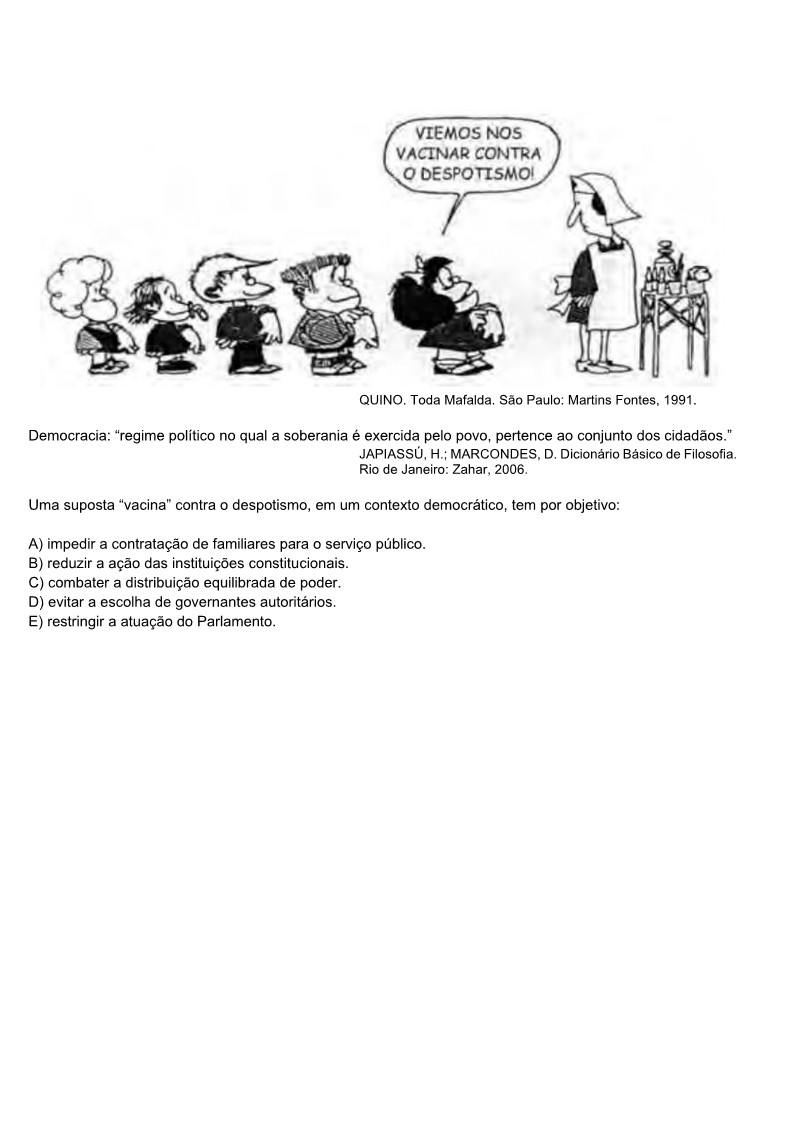 VIEMOS NOS
VACINAR CONTRA
O DESPOTISMO!
QUINO. Toda Mafalda. São Paulo: Martins Fontes, 1991.
Democracia: “regime político no qual a soberania é exercida pelo povo, pertence ao conjunto dos cidadãos.”
JAPIASSÚ, H.; MARCONDES, D. Dicionário Básico de Filosofia.
Rio de Janeiro: Zahar, 2006.
Uma suposta “vacina” contra o despotismo, em um contexto democrático, tem por objetivo:
A) impedir a contratação de familiares para o serviço público.
B) reduzir a ação das instituições constitucionais.
C) combater a distribuição equilibrada de poder.
D) evitar a escolha de governantes autoritários.
E) restringir a atuação do Parlamento.